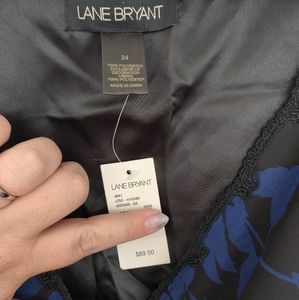 LANE BRYANT
24
100% POLYESTER
EXCLUSIVE OF
DECORATION
LINING
100% POLYESTER
MADE IN CHINA
LANE BRYANT
$89.50